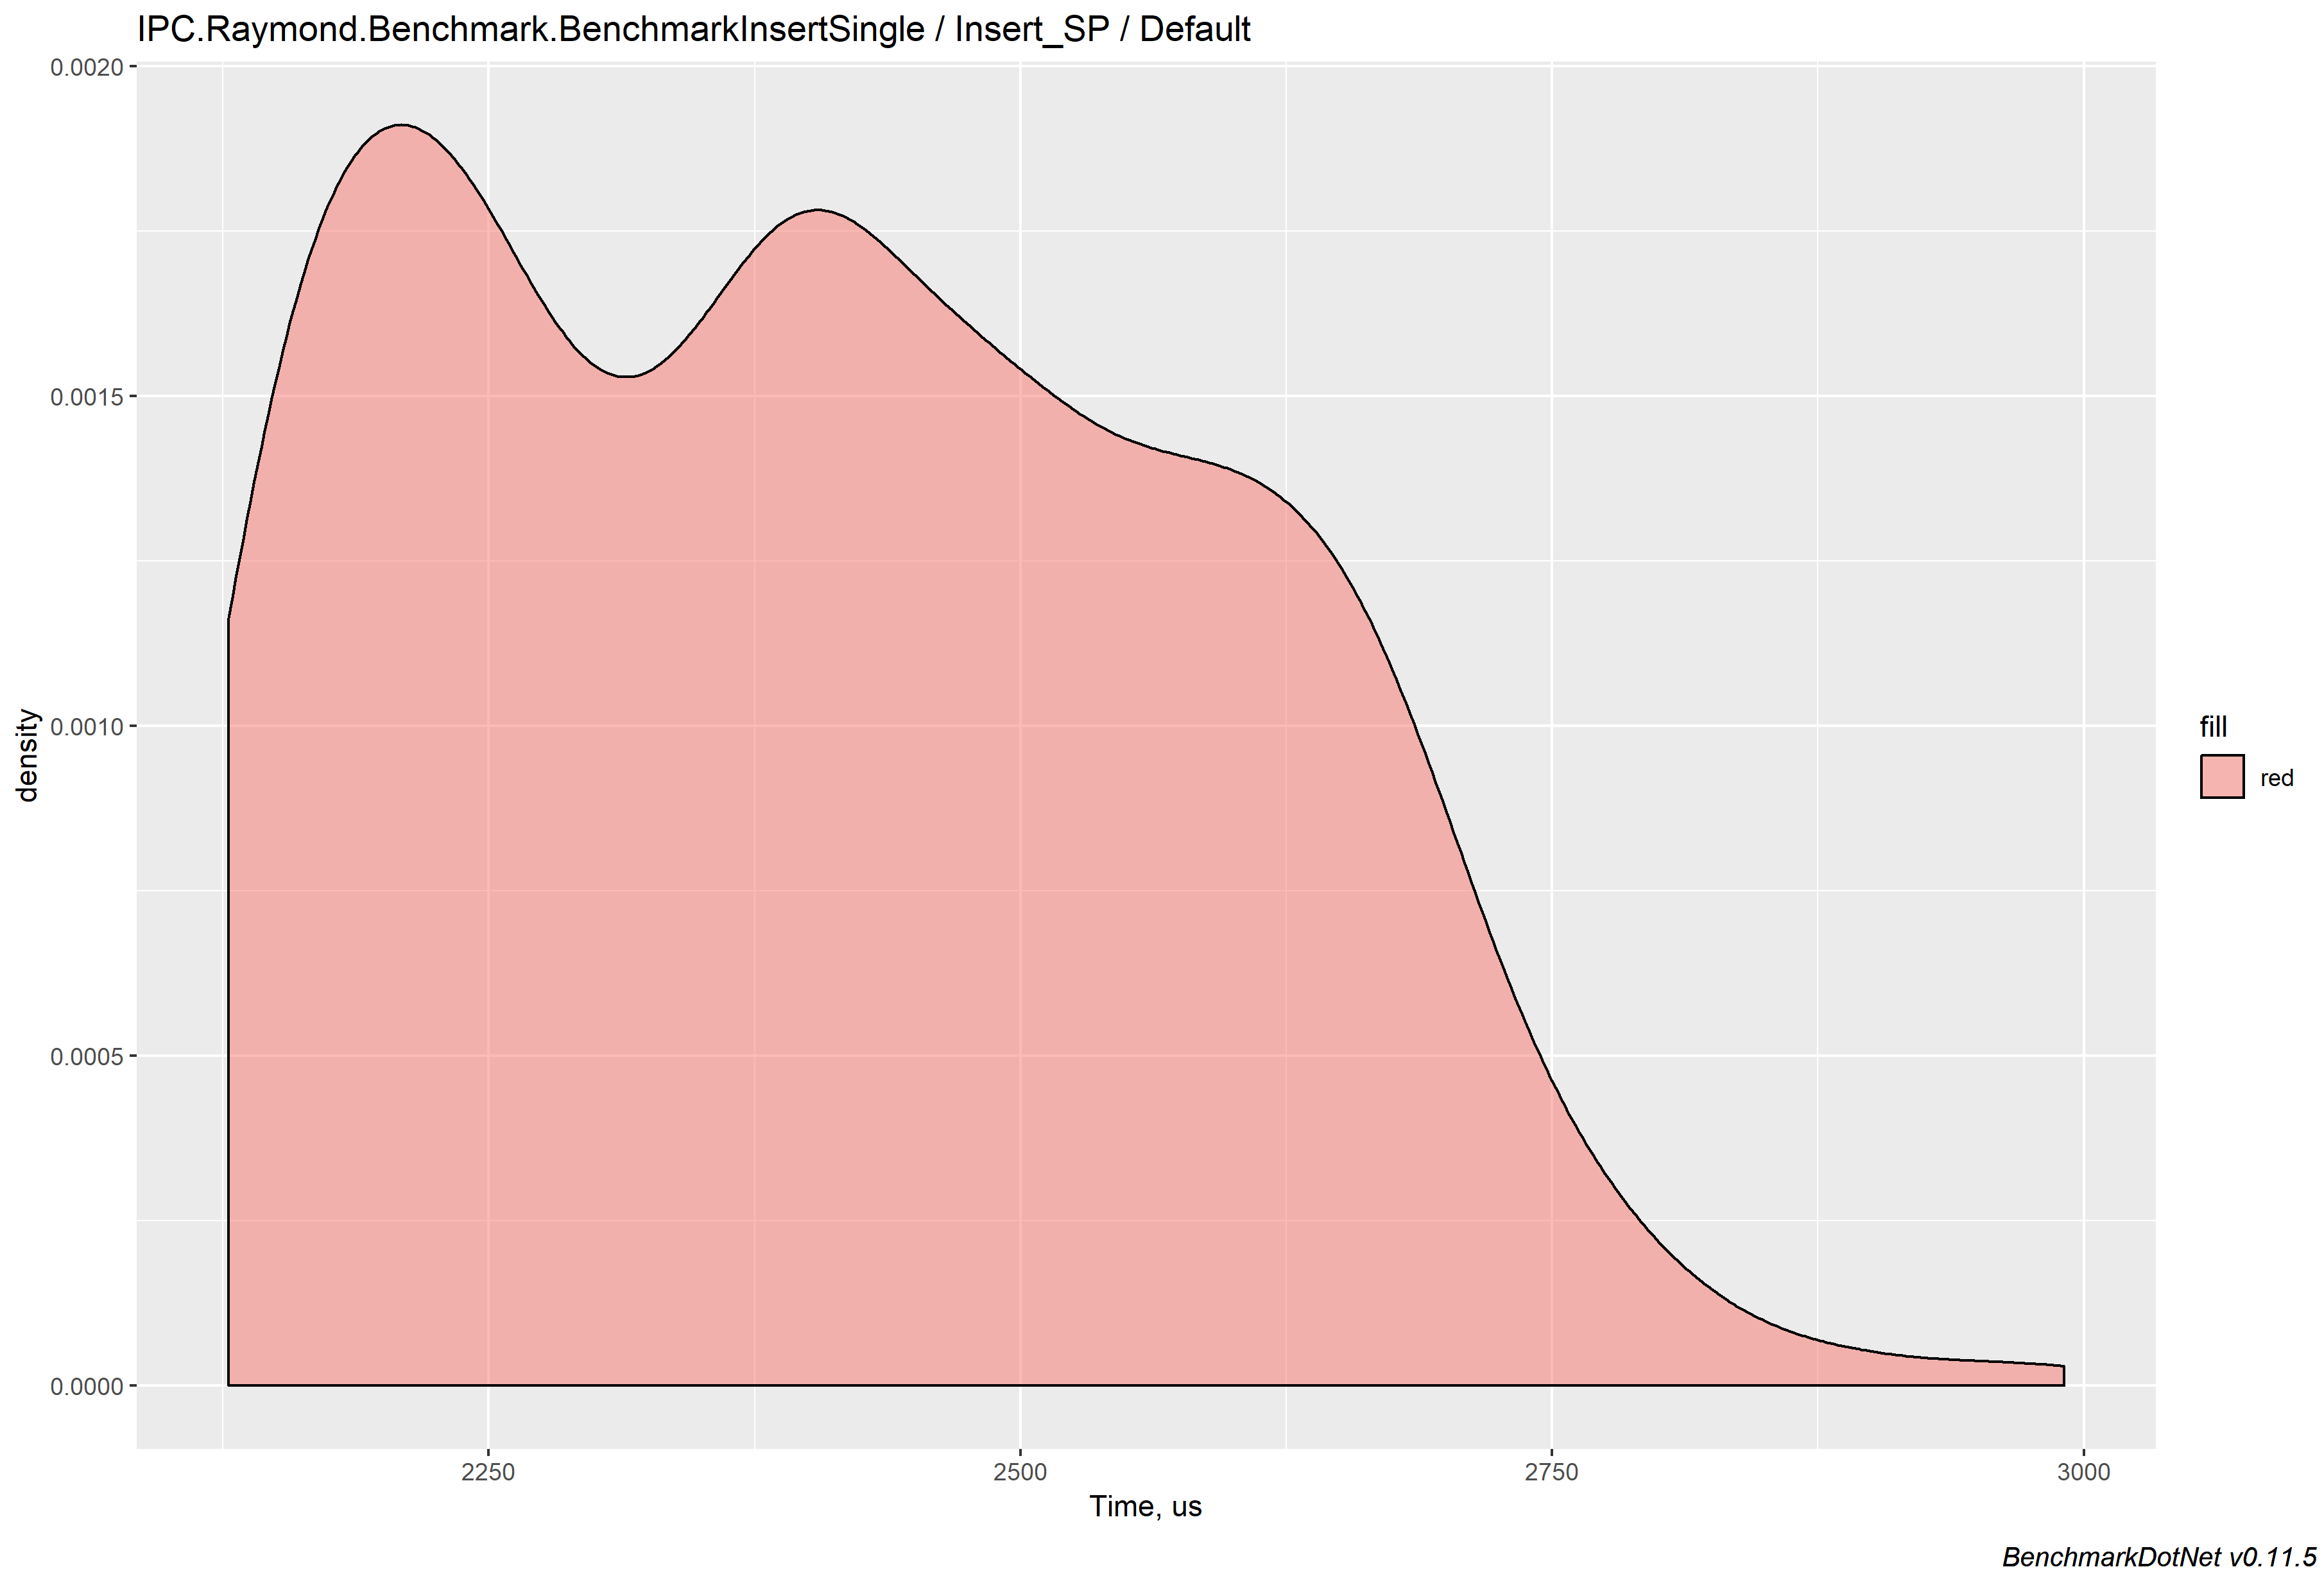 IPC.Raymond.Benchmark.BenchmarkInsertSingle / Insert_SP / Default
0.0020
0.0015
0.0010
0.0005
0.0000
density
2250 2500 2750 3000
Time, us
fill
red
BenchmarkDotNet v0.11.5